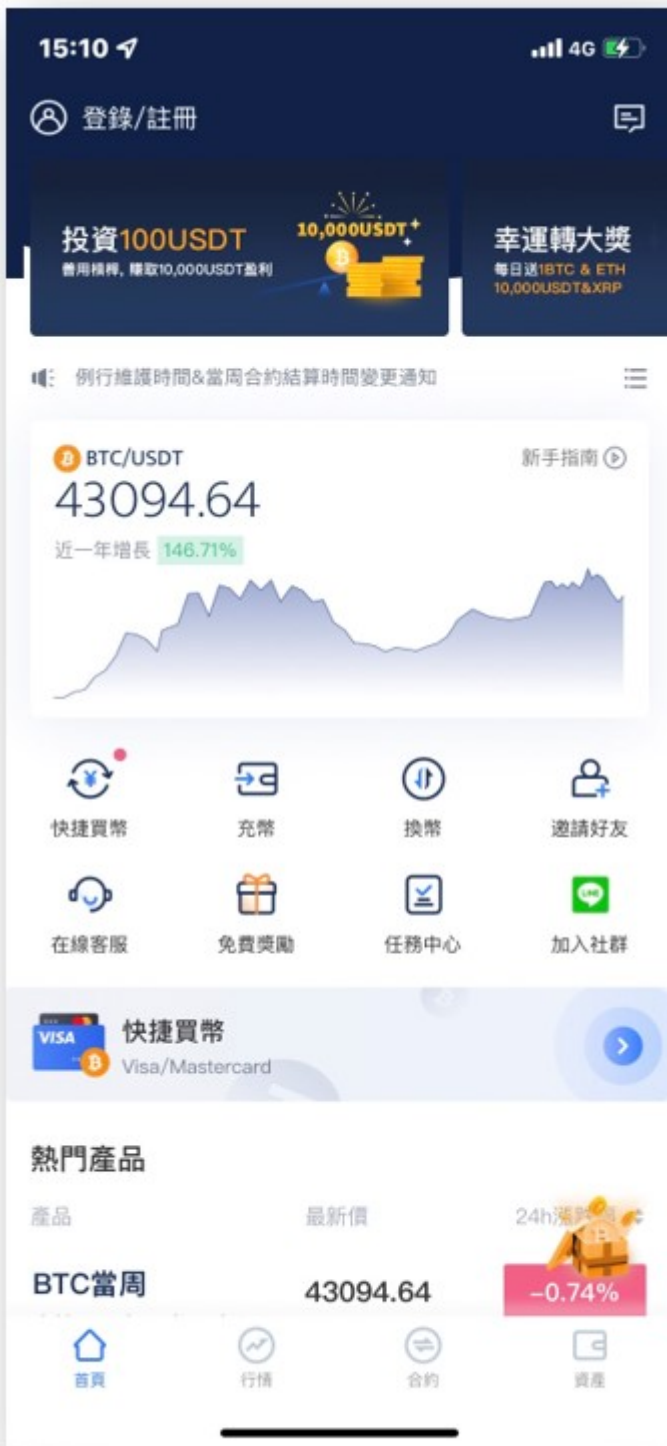 15:10
4G
登錄/註冊
投資100USDT
善用槓桿, 賺取10,000USDT盈利
10,000USDT
幸運轉大獎
每日送1BTC & ETH
10,000USDT&XRP
例行維護時間&當周合約結算時間變更通知
BTC/USDT
新手指南
43094.64
近一年增長 146.71%
快捷買幣
充幣
換幣
邀請好友
在線客服
免費獎勵
任務中心
加入社群
LINE
VISA
快捷買幣
Visa/Mastercard
熱門產品
產品
最新價
24h漲跌
BTC當周
43094.64
-0.74%
首頁
行情
合約
資產